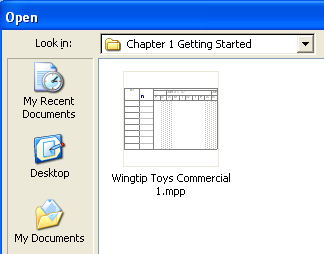 Open
Look in: Chapter 1 Getting Started
My Recent
Documents
Desktop
My Documents
Wingtip Toys Commercial
1.mpp